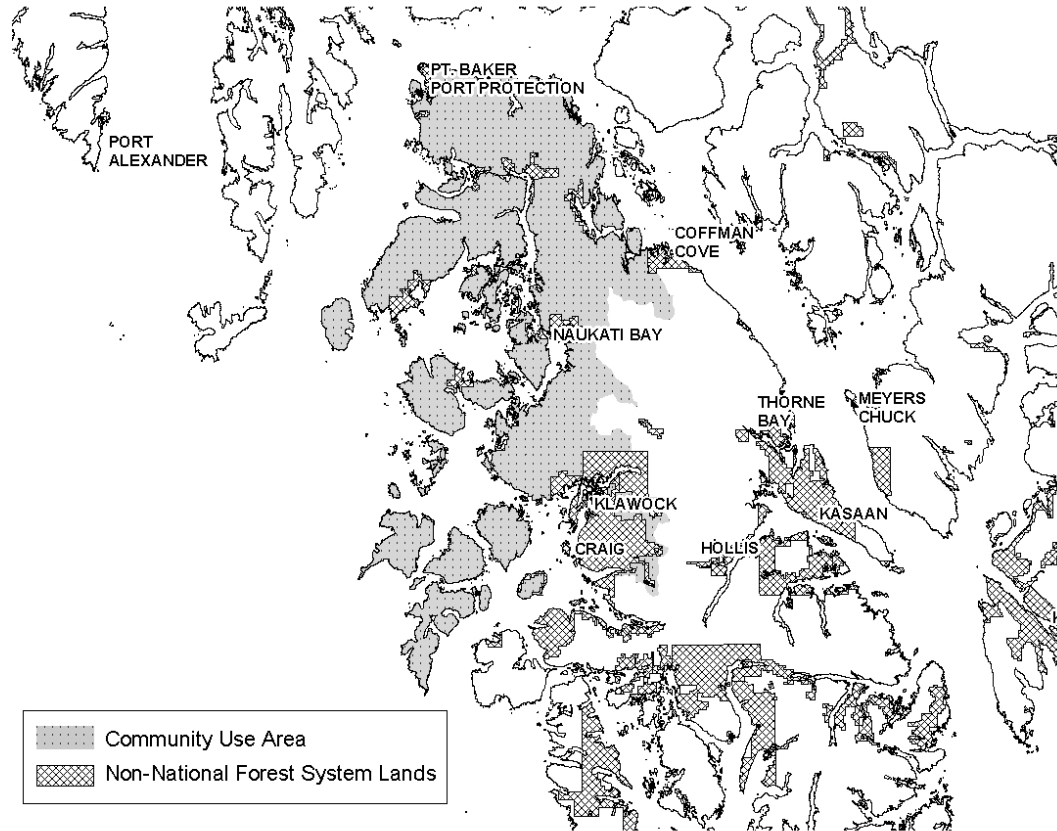 PT. BAKER
PORT PROTECTION
PORT
ALEXANDER
COFFMAN
COVE
NAUKATI BAY
THORNE
BAY
MEYERS
CHUCK
KLAWOCK
KASAAN
CRAIG
HOLLIS
Community Use Area
Non-National Forest System Lands